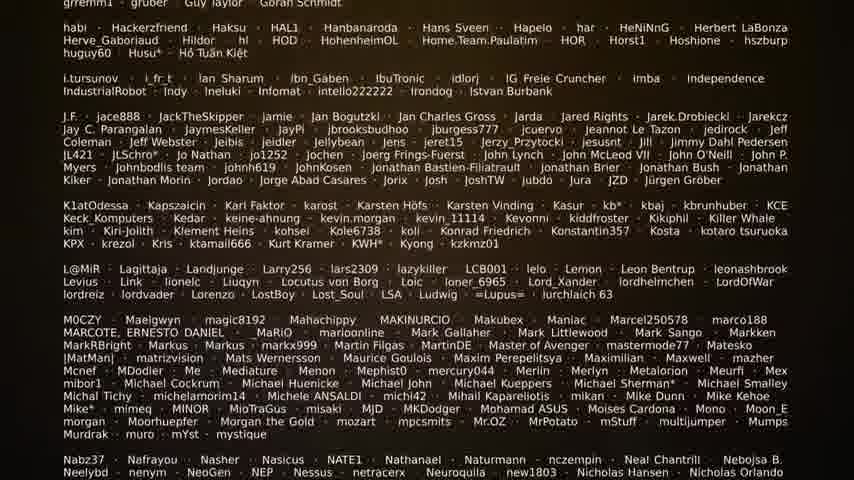 grremm1 · gruber · Guy Taylor · Göran Schmidt
habi · Hackerzfriend · Haksu · HAL1 · Hanbanaroda · Hans Sveen · Hapelo · har · HeNiNnG · Herbert LaBonza
Herve_Gaboriaud · Hildor · hl · HOD · HohenheimOL · Home.Team.Paulatim · HOR · Horst1 · Hoshione · hszburp
huguy60 · Husu* · Hồ Tuấn Kiệt
i.tursunov · i_fr_t · Ian Sharum · Ibn_Gaben · IbuTronic · idlorj · IG Freie Cruncher · Imba · Independence
IndustrialRobot · Indy · Ineluki · Infomat · intello222222 · Irondog · Istvan Burbank
J.F. · jace888 · JackTheSkipper · jamie · Jan Bogutzki · Jan Charles Gross · Jarda · Jared Rights · Jarek.Drobiecki · Jarekcz
Jay C. Parangalan · JaymesKeller · JayPi · jbrooksbudhoo · jburgess777 · jcuervo · Jeannot Le Tazon · jedirock · Jeff
Coleman · Jeff Webster · Jeibis · jeidler · Jellybean · Jens · jeret15 · Jerzy_Przytocki · jesusnt · Jill · Jimmy Dahl Pedersen
JL421 · JLSchro* · Jo Nathan · jo1252 · Jochen · Joerg Frings-Fuerst · John Lynch · John McLeod VII · John O'Neill · John P.
Myers · Johnbodlis team · johnh619 · JohnKosen · Jonathan Bastien-Filiatrault · Jonathan Brier · Jonathan Bush · Jonathan
Kiker · Jonathan Morin · Jordao · Jorge Abad Casares · Jorix · Josh · JoshTW · jubdo · Jura · JZD · Jürgen Gröber
K1atOdessa · Kapszaicin · Karl Faktor · karost · Karsten Höfs · Karsten Vinding · Kasur · kb* · kbaj · kbrunhuber · KCE
Keck_Komputers · Kedar · keine-ahnung · kevin.morgan · kevin_11114 · Kevonni · kiddfroster · Kikiphil · Killer Whale
kim · Kiri-Jolith · Klement Heins · kohsei · Kole6738 · koli · Konrad Friedrich · Konstantin357 · Kosta · kotaro tsuruoka
KPX · krezol · Kris · ktamail666 · Kurt Kramer · KWH* · Kyong · kzkmz01
L@MiR · Lagittaja · Landjunge · Larry256 · lars2309 · lazykiller · LCB001 · lelo · Lemon · Leon Bentrup · leonashbrook
Levius · Link · lionelc · Liuqyn · Locutus von Borg · Loic · loner_6965 · Lord_Xander · lordhelmchen · LordOfWar
lordreiz · lordvader · Lorenzo · LostBoy · Lost_Soul · LSA · Ludwig · =Lupus= · lurchlaich 63
M0CZY · Maelgwyn · magic8192 · Mahachippy · MAKINURCIO · Makubex · Maniac · Marcel250578 · marco188
MARCOTE, ERNESTO DANIEL · _MaRiO · marioonline · Mark Gallaher · Mark Littlewood · Mark Sango · Markken
MarkRBright · Markus · Markus · markx999 · Martin Filgas · MartinDE · Master of Avenger · mastermode77 · Matesko
|MatMan| · matrizvision · Mats Wernersson · Maurice Goulois · Maxim Perepelitsya · Maximilian · Maxwell · mazher
Mcnef · MDodler · Me · Mediature · Menon · Mephist0 · mercury044 · Merlin · Merlyn · Metalorion · Meurfi · Mex
mibor1 · Michael Cockrum · Michael Huenicke · Michael John · Michael Kueppers · Michael Sherman* · Michael Smalley
Michal Tichy · michelamorim14 · Michele ANSALDI · michi42 · Mihail Kapareliotis · mikan · Mike Dunn · Mike Kehoe
Mike* · mimeq · MINOR · MioTraGus · misaki · MJD · MKDodger · Mohamad ASUS · Moises Cardona · Mono · Moon_E
morgan · Moorhuepfer · Morgan the Gold · mozart · mpcsmits · Mr.OZ · MrPotato · mStuff · multijumper · Mumps
Murdrak · muro · mYst · mystique
Nabz37 · Nafrayou · Nasher · Nasicus · NATE1 · Nathanael · Naturmann · nczempin · Neal Chantrill · Nebojsa B.
Neelybd · nenym · NeoGen · NEP · Nessus · netracerx · Neuroquila · new1803 · Nicholas Hansen · Nicholas Orlando